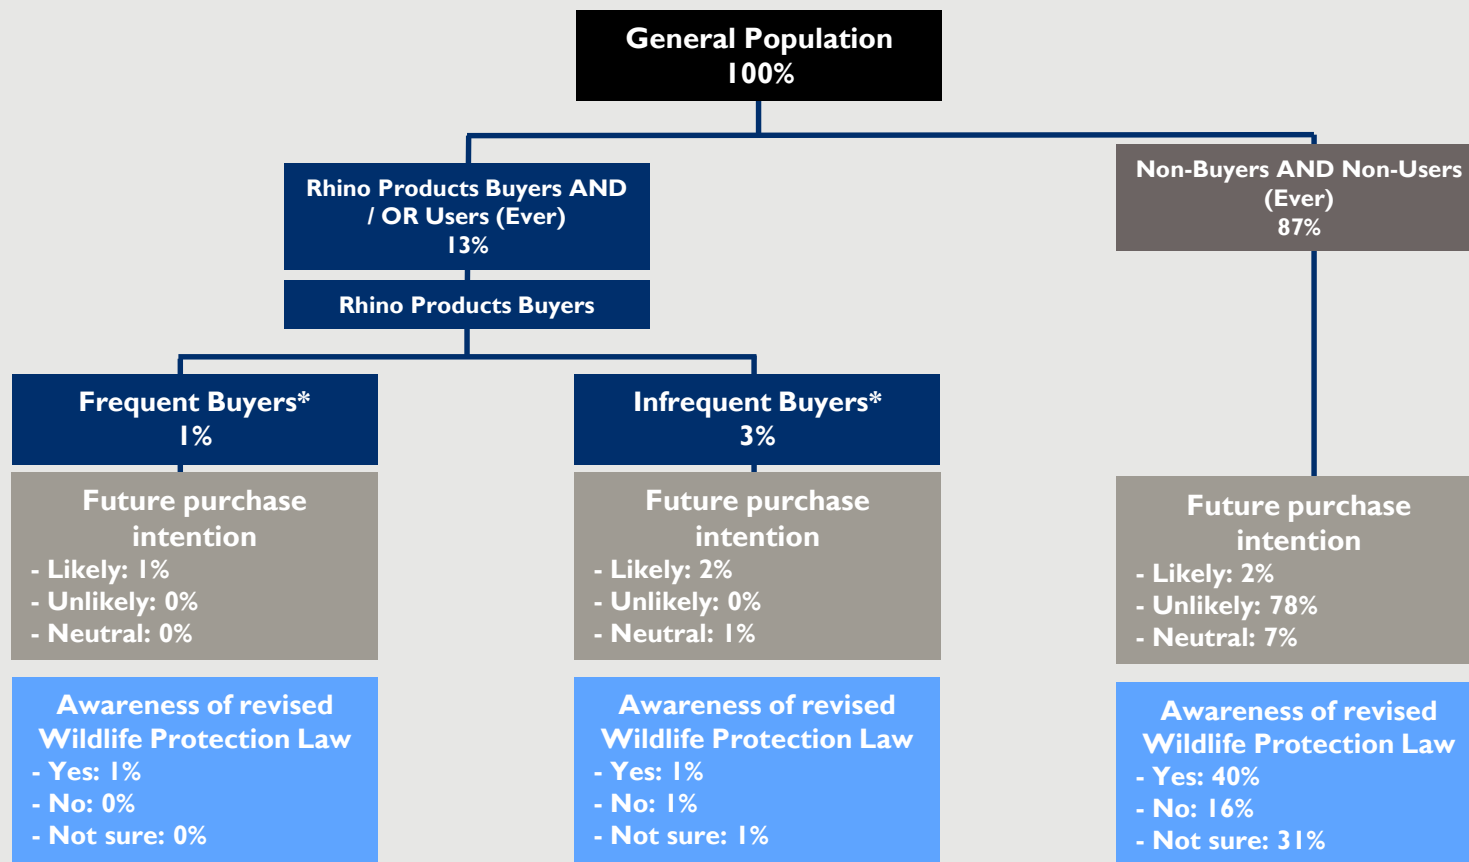 General Population
100%
Rhino Products Buyers AND
/ OR Users (Ever)
13%
Non-Buyers AND Non-Users
(Ever)
87%
Rhino Products Buyers
Frequent Buyers*
1%
Infrequent Buyers*
3%
Future purchase
intention
- Likely: 1%
- Unlikely: 0%
- Neutral: 0%
Future purchase
intention
- Likely: 2%
- Unlikely: 0%
- Neutral: 1%
Future purchase
intention
- Likely: 2%
- Unlikely: 78%
- Neutral: 7%
Awareness of revised
Wildlife Protection Law
- Yes: 1%
- No: 0%
- Not sure: 0%
Awareness of revised
Wildlife Protection Law
- Yes: 1%
- No: 1%
- Not sure: 1%
Awareness of revised
Wildlife Protection Law
- Yes: 40%
- No: 16%
- Not sure: 31%